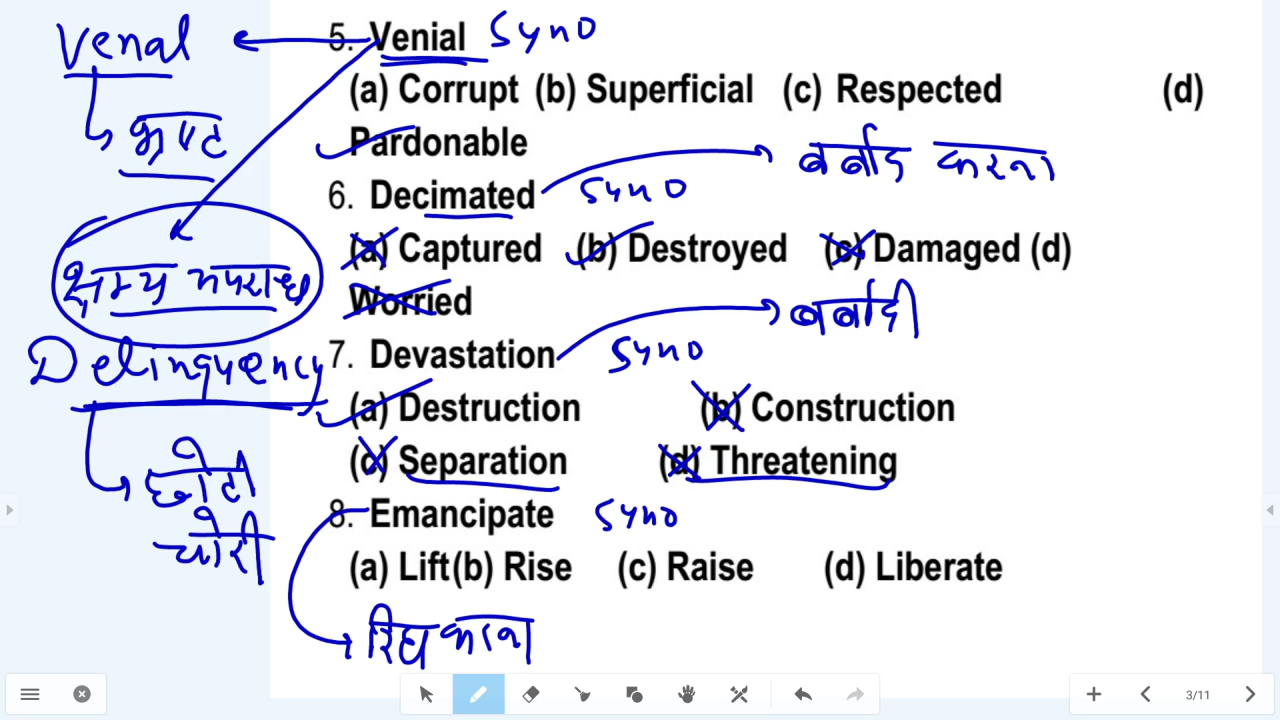 Venal
5. Venial Syno
(a) Corrupt (b) Superficial (c) Respected (d)
भ्रष्ट
Pardonable
बर्बाद करना
6. Decimated Syno
(a) Captured (b) Destroyed (c) Damaged (d)
क्षम्य अपराध
Worried
बर्बादी
Delinquency
7. Devastation Syno
(a) Destruction (b) Construction
(c) Separation (d) Threatening
छोटी
चोरी
8. Emancipate Syno
(a) Lift(b) Rise (c) Raise (d) Liberate
करना
3/11